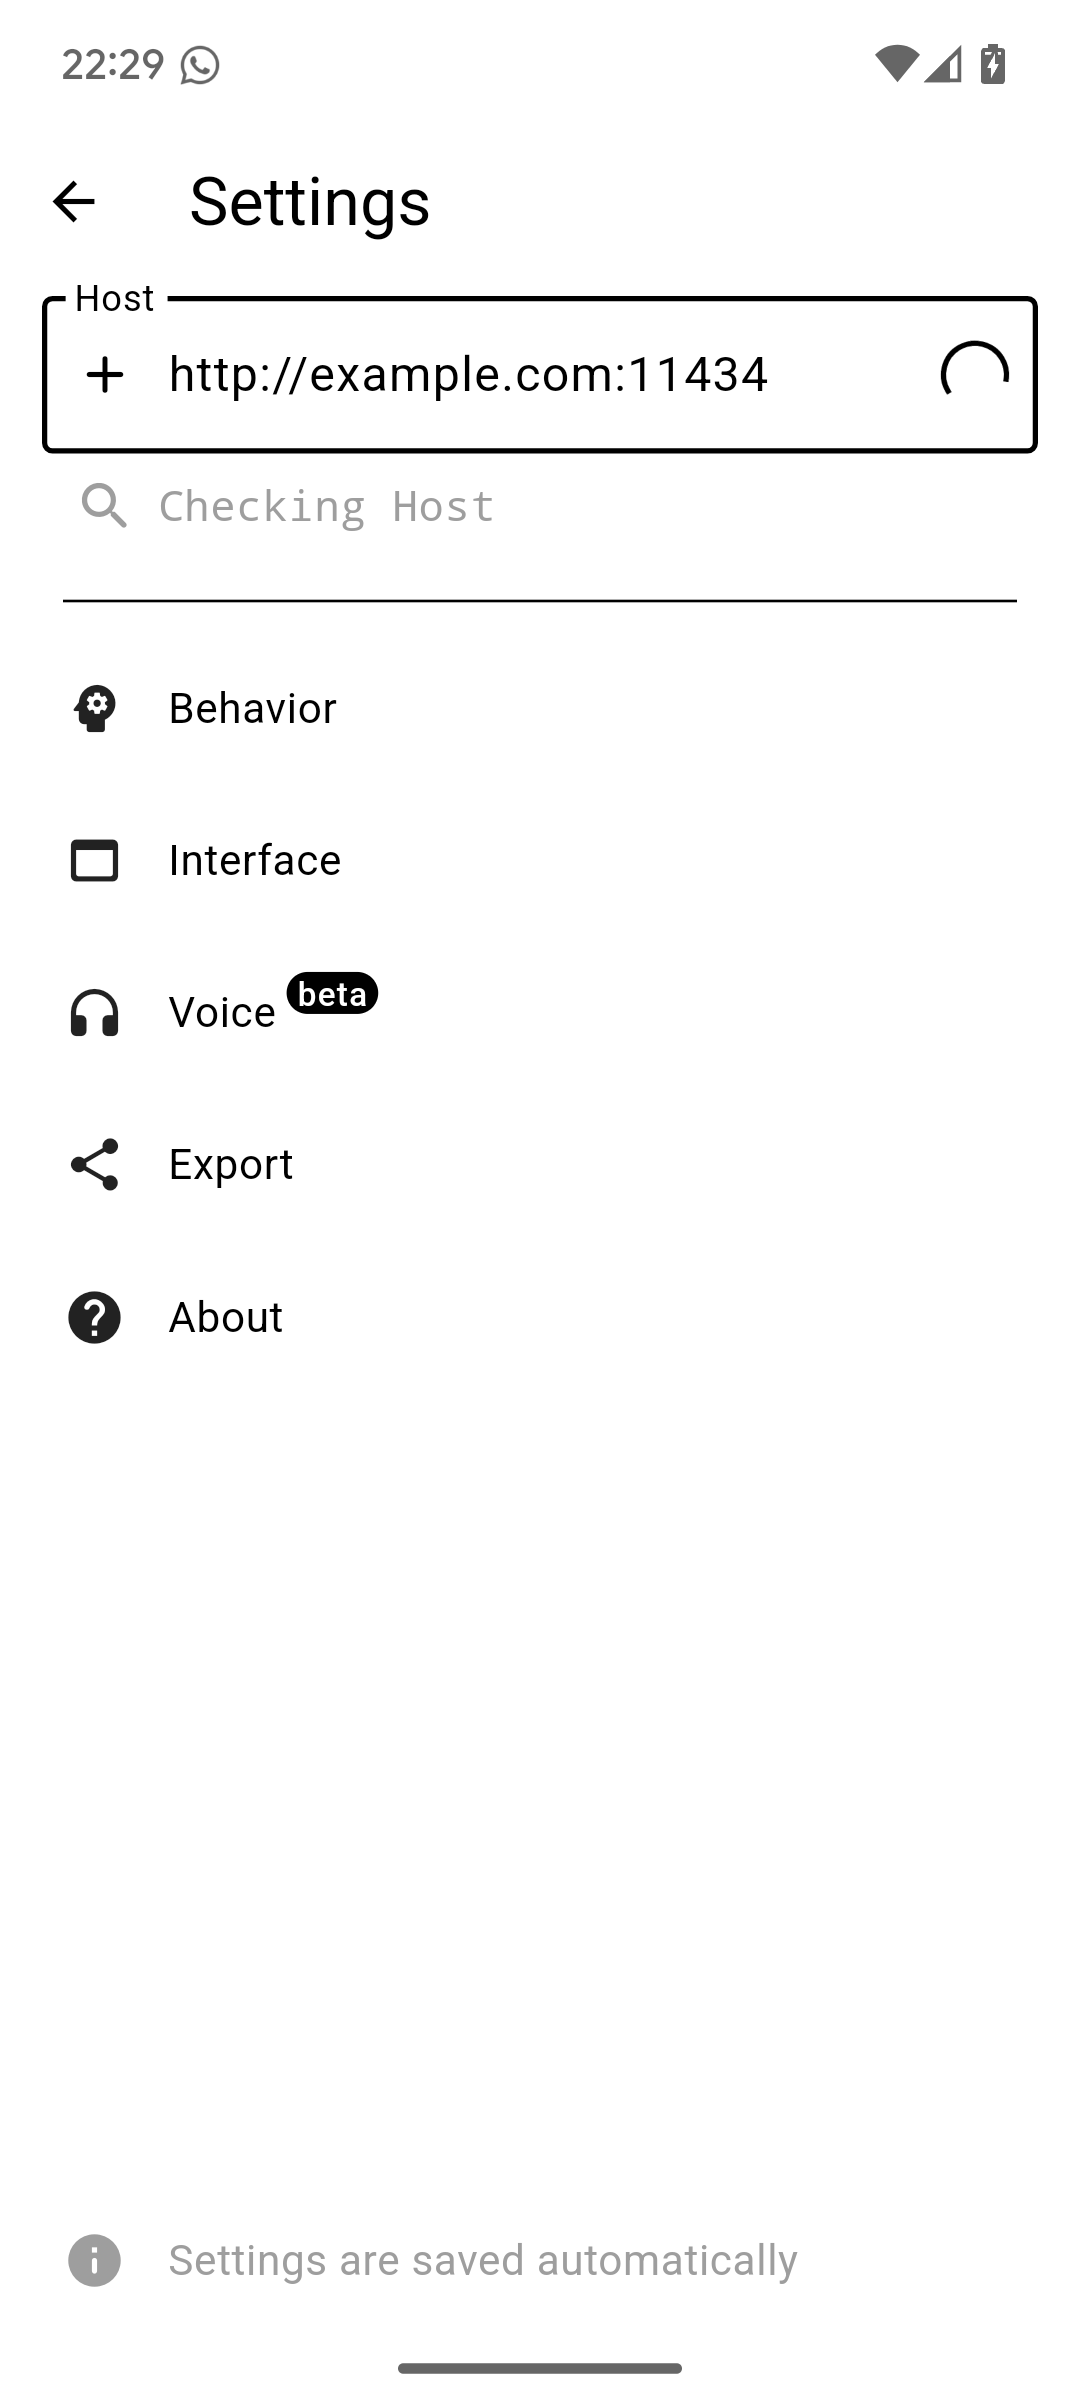 22:29
Settings
Host
http://example.com:11434
Checking Host
Behavior
Interface
Voice beta
Export
About
Settings are saved automatically